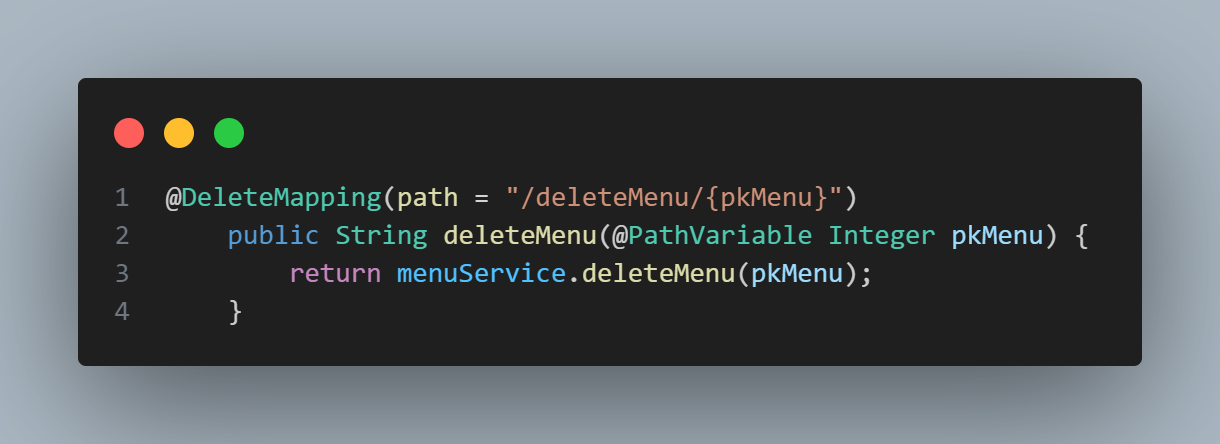 1 @DeleteMapping(path = "/deleteMenu/{pkMenu}")
2 public String deleteMenu(@PathVariable Integer pkMenu) {
3 return menuService.deleteMenu(pkMenu);
4 }